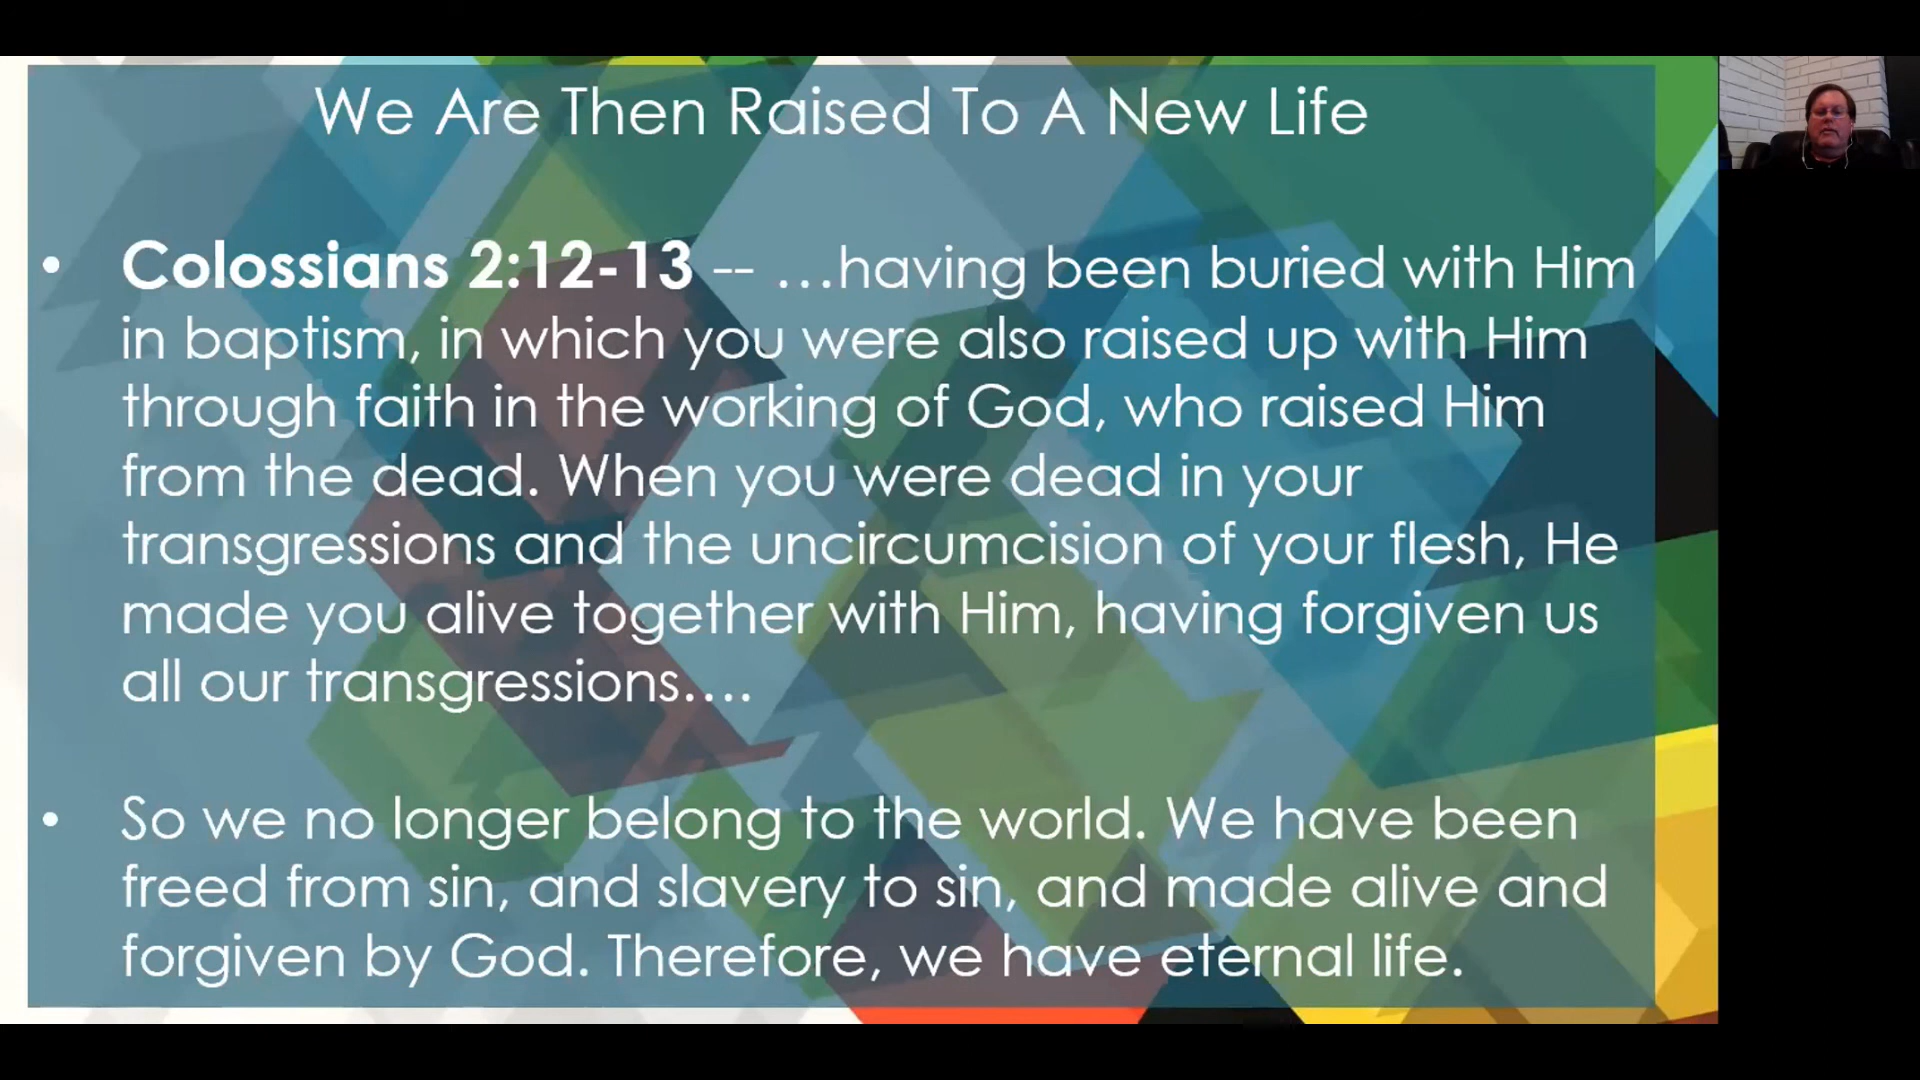 We Are Then Raised To A New Life
• Colossians 2:12-13 -- …having been buried with Him
in baptism, in which you were also raised up with Him
through faith in the working of God, who raised Him
from the dead. When you were dead in your
transgressions and the uncircumcision of your flesh, He
made you alive together with Him, having forgiven us
all our transgressions….
• So we no longer belong to the world. We have been
freed from sin, and slavery to sin, and made alive and
forgiven by God. Therefore, we have eternal life.